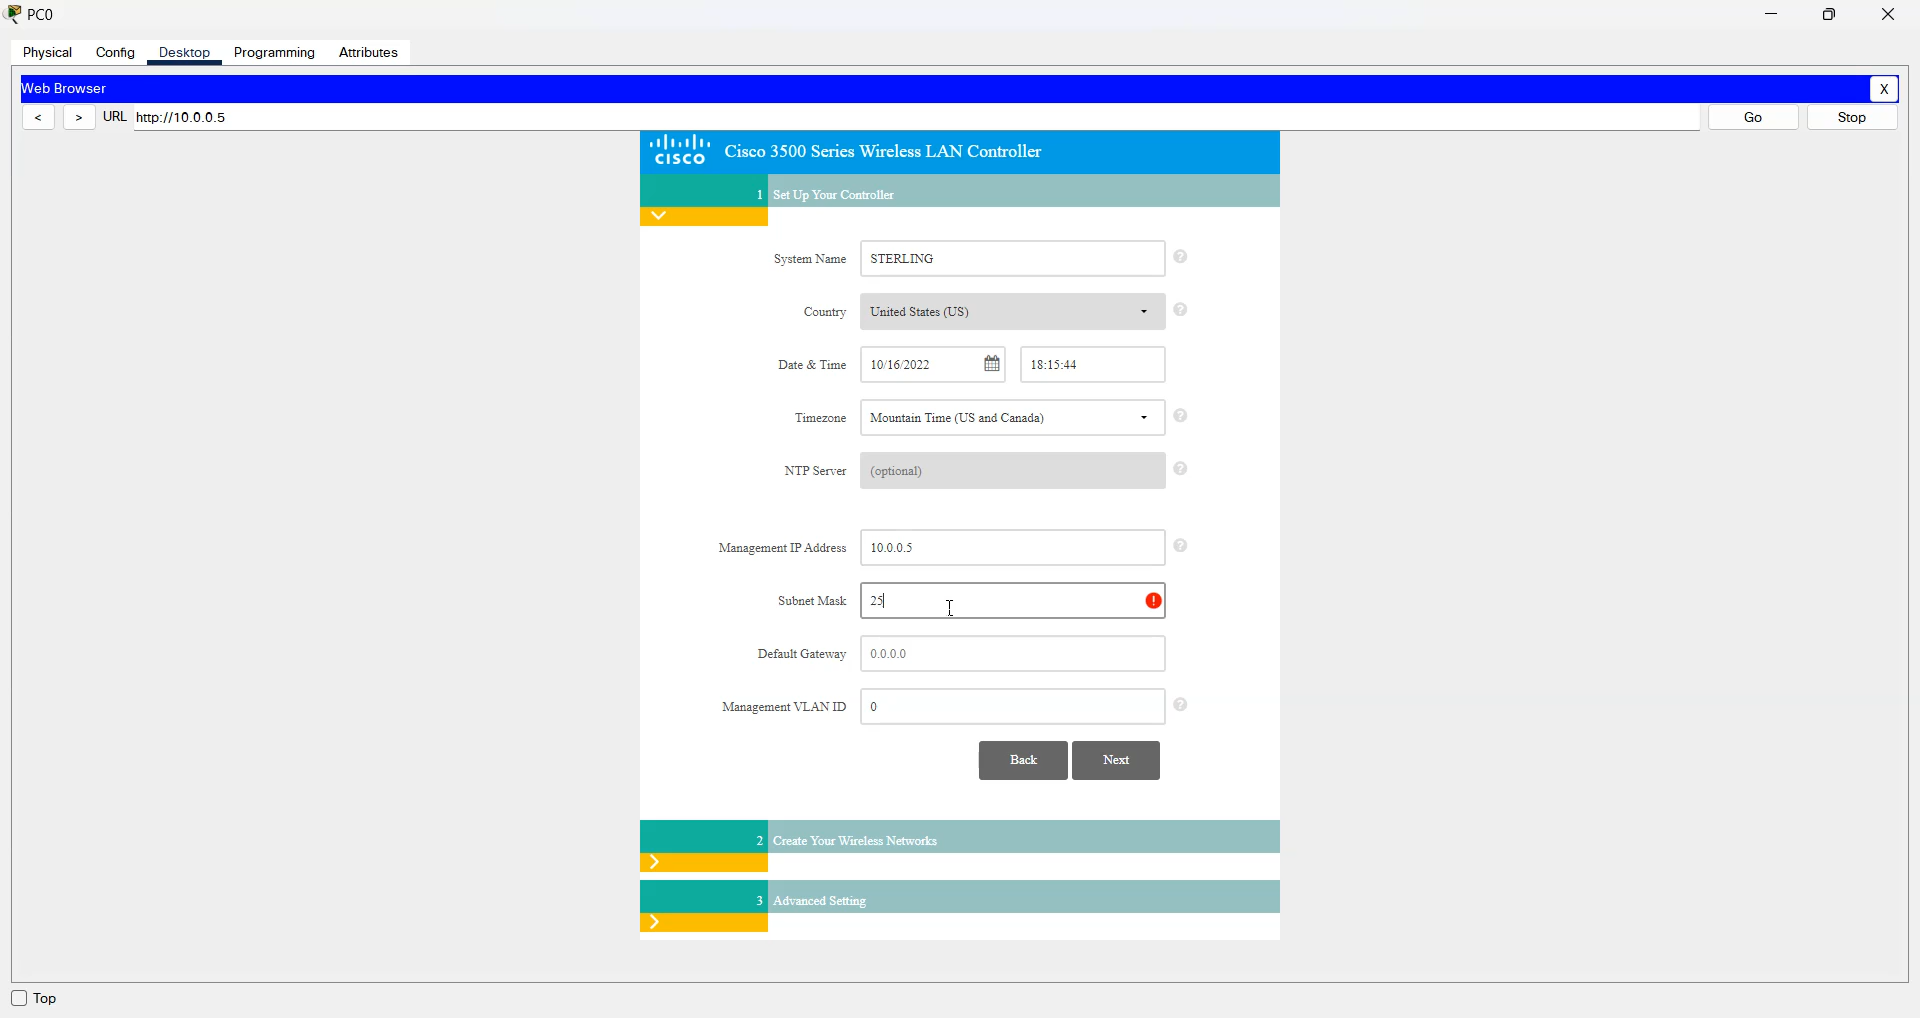 PC0
Physical Config Desktop Programming Attributes
Web Browser X
< > URL http://10.0.0.5 Go Stop
CISCO Cisco 3500 Series Wireless LAN Controller
1 Set Up Your Controller
System Name STERLING ?
Country United States (US) ?
Date & Time 10/16/2022 18:15:44
Timezone Mountain Time (US and Canada) ?
NTP Server (optional) ?
Management IP Address 10.0.0.5 ?
Subnet Mask 25 !
Default Gateway 0.0.0.0
Management VLAN ID 0 ?
Back Next
2 Create Your Wireless Networks
3 Advanced Setting
Top